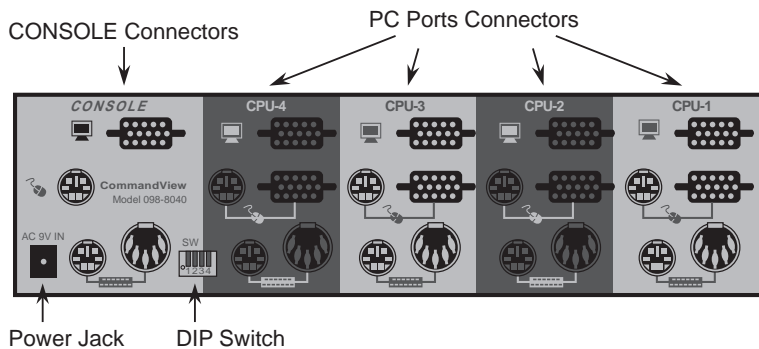 CONSOLE Connectors
PC Ports Connectors
CONSOLE
CPU-4
CPU-3
CPU-2
CPU-1
CommandView
Model 098-8040
AC 9V IN
SW
1234
Power Jack
DIP Switch